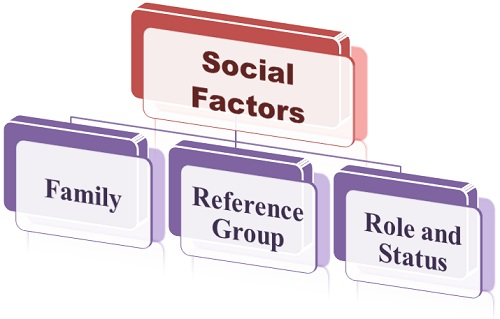 Social
Factors
Family
Reference
Group
Role and
Status